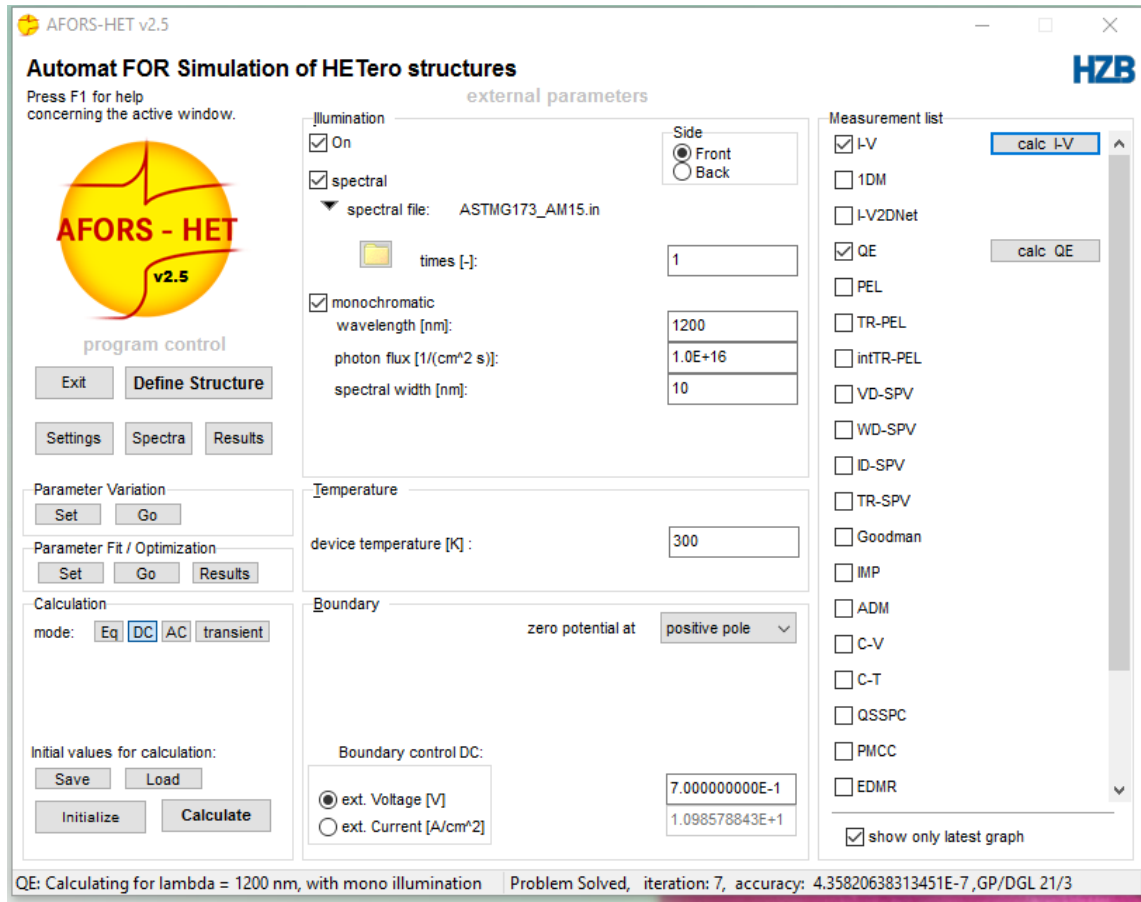 AFORS-HET v2.5
Automat FOR Simulation of HETero structures
HZB
Press F1 for help
concerning the active window.
external parameters
AFORS - HET
v2.5
program control
Exit Define Structure
Settings Spectra Results
Parameter Variation
Set Go
Parameter Fit / Optimization
Set Go Results
Calculation
mode: Eq DC AC transient
Initial values for calculation:
Save Load
Initialize Calculate
Illumination
On
Side
Front
Back
spectral
spectral file: ASTMG173_AM15.in
times [-]: 1
monochromatic
wavelength [nm]: 1200
photon flux [1/(cm^2 s)]: 1.0E+16
spectral width [nm]: 10
Temperature
device temperature [K] : 300
Boundary
zero potential at positive pole
Boundary control DC:
ext. Voltage [V] 7.000000000E-1
ext. Current [A/cm^2] 1.098578843E+1
Measurement list
I-V calc I-V
1DM
I-V2DNet
QE calc QE
PEL
TR-PEL
intTR-PEL
VD-SPV
WD-SPV
ID-SPV
TR-SPV
Goodman
IMP
ADM
C-V
C-T
QSSPC
PMCC
EDMR
show only latest graph
QE: Calculating for lambda = 1200 nm, with mono illumination Problem Solved, iteration: 7, accuracy: 4.35820638313451E-7 ,GP/DGL 21/3